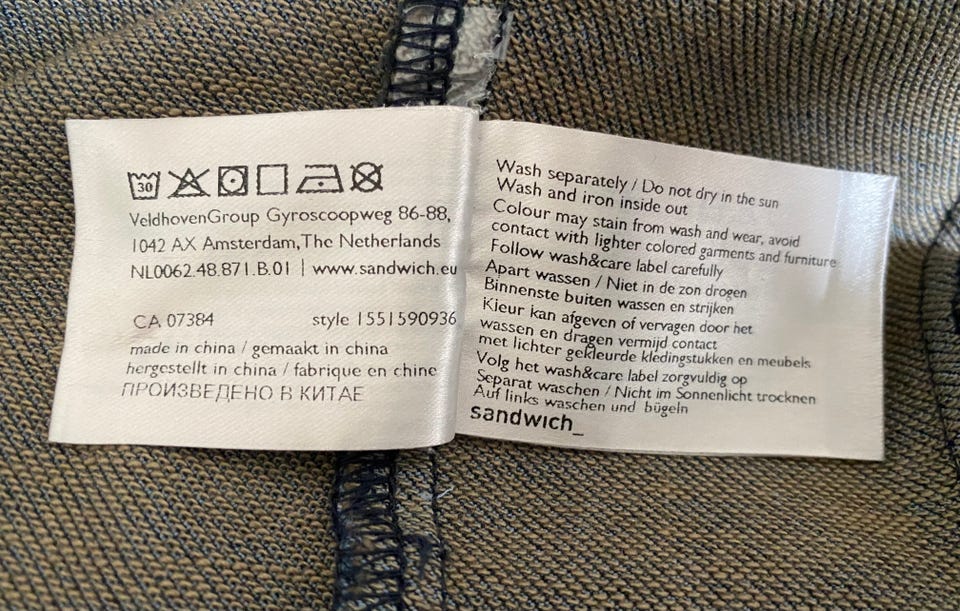 30
VeldhovenGroup Gyroscoopweg 86-88,
1042 AX Amsterdam, The Netherlands
NL0062.48.871.B.01 | www.sandwich.eu
CA 07384 style 1551590936
made in china / gemaakt in china
hergestellt in china / fabrique en chine
ПРОИЗВЕДЕНО В КИТАЕ
Wash separately / Do not dry in the sun
Wash and iron inside out
Colour may stain from wash and wear, avoid
contact with lighter colored garments and furniture
Follow wash&care label carefully
Apart wassen / Niet in de zon drogen
Binnenste buiten wassen en strijken
Kleur kan afgeven of vervagen door het
wassen en dragen vermijd contact
met lichter gekleurde kledingstukken en meubels
Volg het wash&care label zorgvuldig op
Separat waschen / Nicht im Sonnenlicht trocknen
Auf links waschen und bügeln
sandwich_